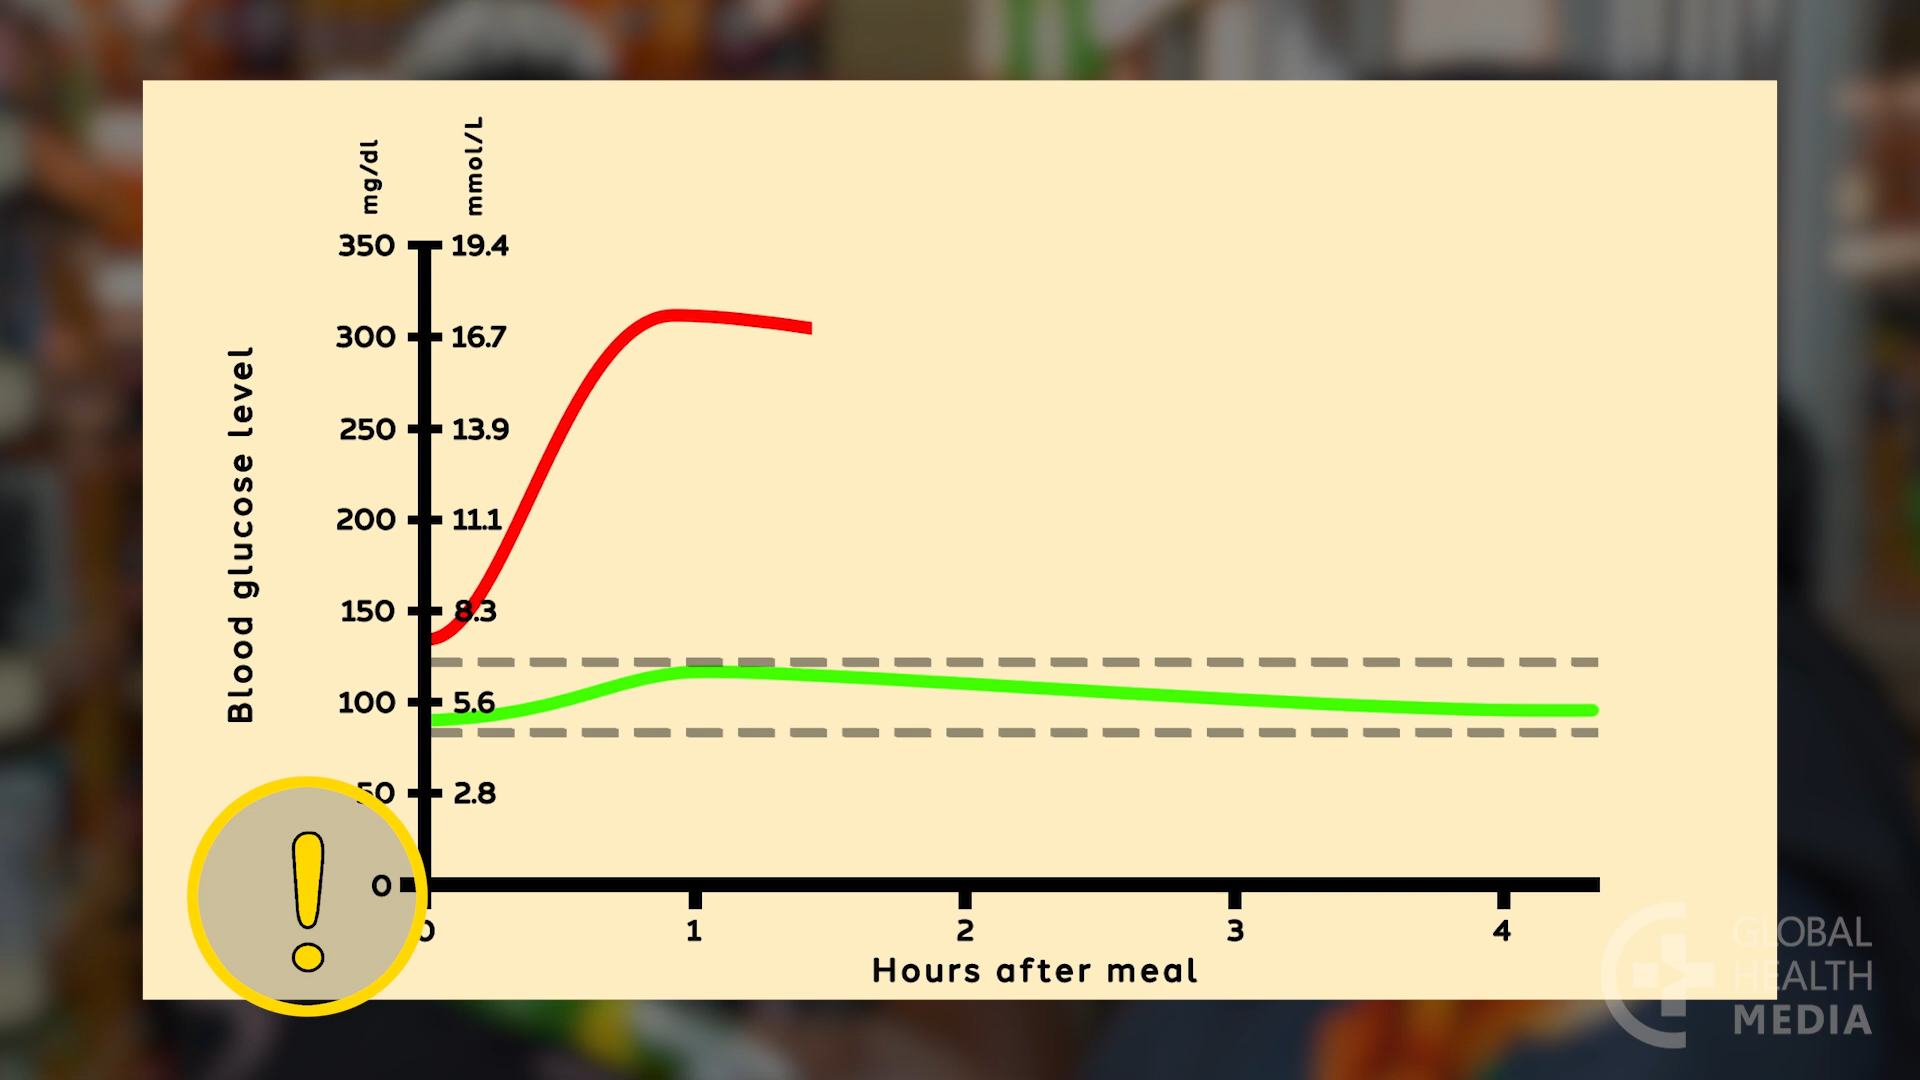 mg/dl
mmol/L
350 19.4
300 16.7
250 13.9
200 11.1
150 8.3
100 5.6
50 2.8
0
Blood glucose level
0 1 2 3 4
Hours after meal
!
GLOBAL
HEALTH
MEDIA